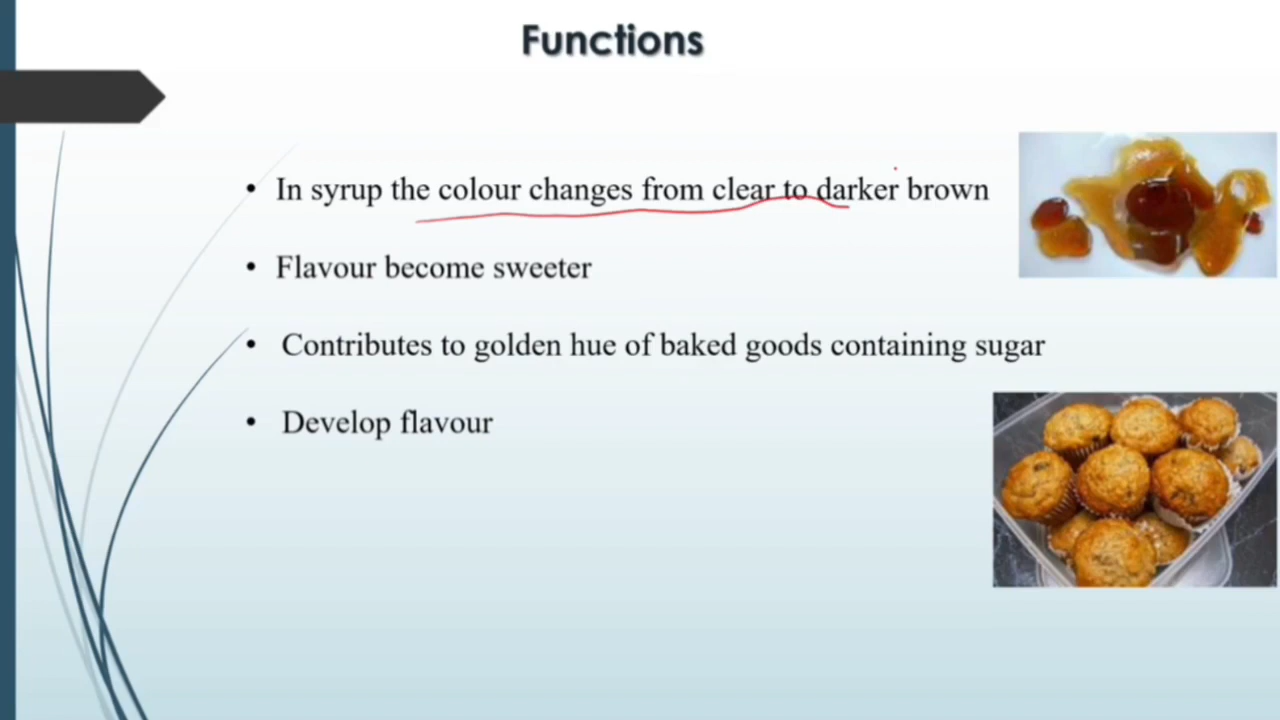 Functions
• In syrup the colour changes from clear to darker brown
• Flavour become sweeter
• Contributes to golden hue of baked goods containing sugar
• Develop flavour